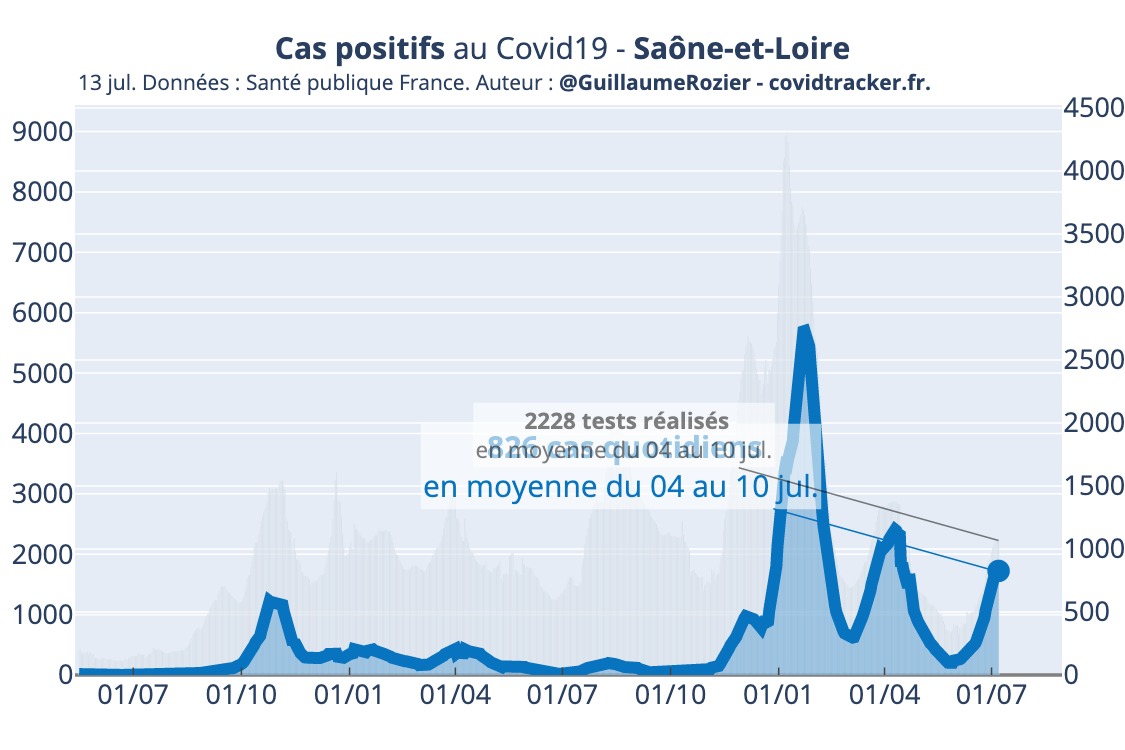 Cas positifs au Covid19 - Saône-et-Loire
13 jul. Données : Santé publique France. Auteur : @GuillaumeRozier - covidtracker.fr.
4500
9000
4000
8000
3500
7000
3000
6000
2500
5000
2000
2228 tests réalisés
4000
826 cas quotidiens
en moyenne du 04 au 10 jul.
en moyenne du 04 au 10 jul.
3000
1500
2000
1000
1000
500
0
0
01/07 01/10 01/01 01/04 01/07 01/10 01/01 01/04 01/07